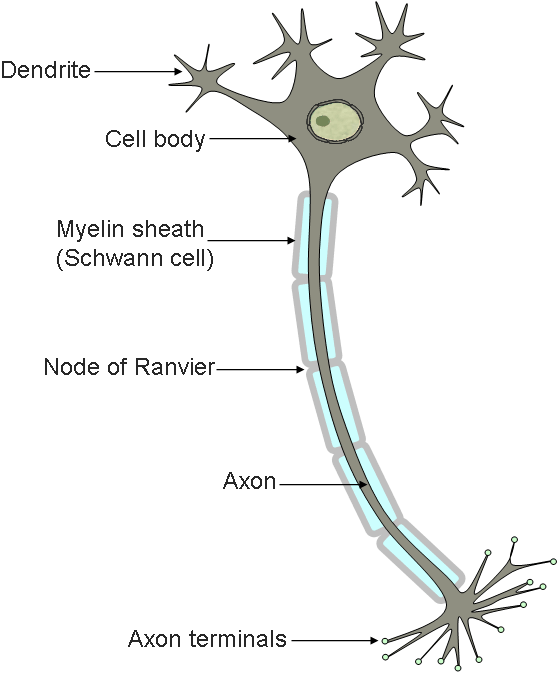 Dendrite
Cell body
Myelin sheath
(Schwann cell)
Node of Ranvier
Axon
Axon terminals